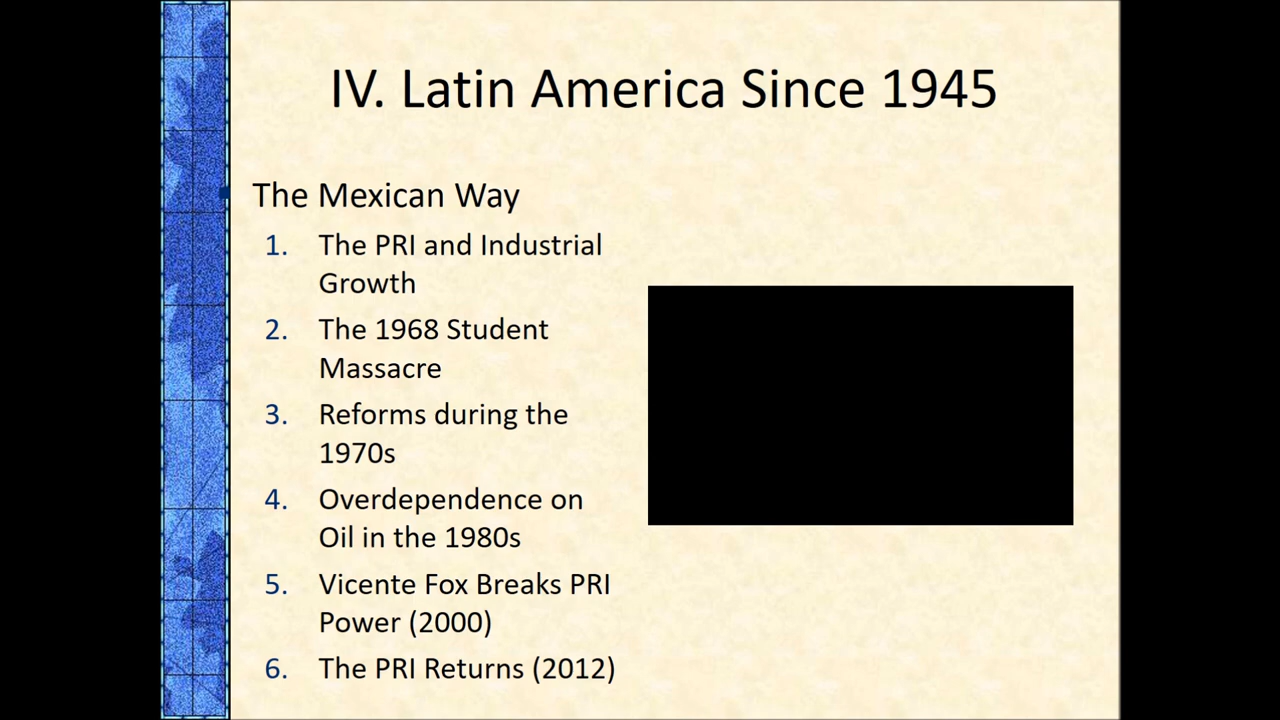 IV. Latin America Since 1945
The Mexican Way
1. The PRI and Industrial
Growth
2. The 1968 Student
Massacre
3. Reforms during the
1970s
4. Overdependence on
Oil in the 1980s
5. Vicente Fox Breaks PRI
Power (2000)
6. The PRI Returns (2012)